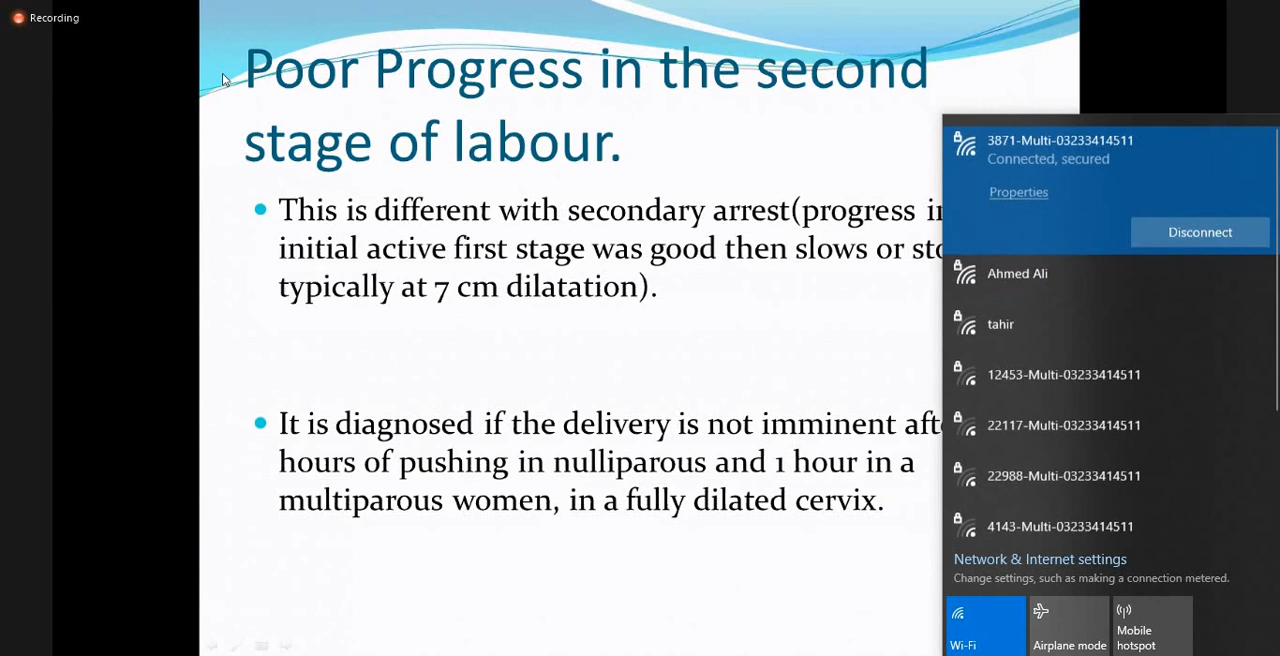 Recording
Poor Progress in the second
stage of labour.
This is different with secondary arrest(progress
initial active first stage was good then slows or
typically at 7 cm dilatation).
It is diagnosed if the delivery is not imminent
hours of pushing in nulliparous and 1 hour in a
multiparous women, in a fully dilated cervix.
3871-Multi-03233414511
Connected, secured
Properties
Disconnect
Ahmed Ali
tahir
12453-Multi-03233414511
22117-Multi-03233414511
22988-Multi-03233414511
4143-Multi-03233414511
Network & Internet settings
Change settings, such as making a connection metered.
Wi-Fi
Airplane mode
Mobile
hotspot